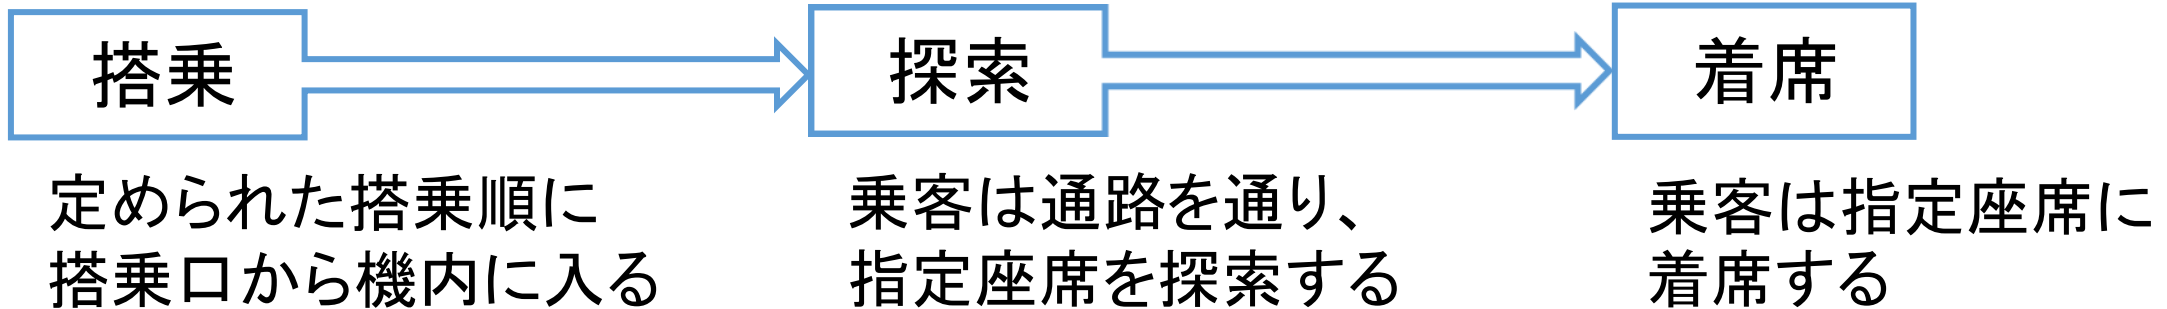 搭乗
定められた搭乗順に
搭乗口から機内に入る
探索
乗客は通路を通り、
指定座席を探索する
着席
乗客は指定座席に
着席する